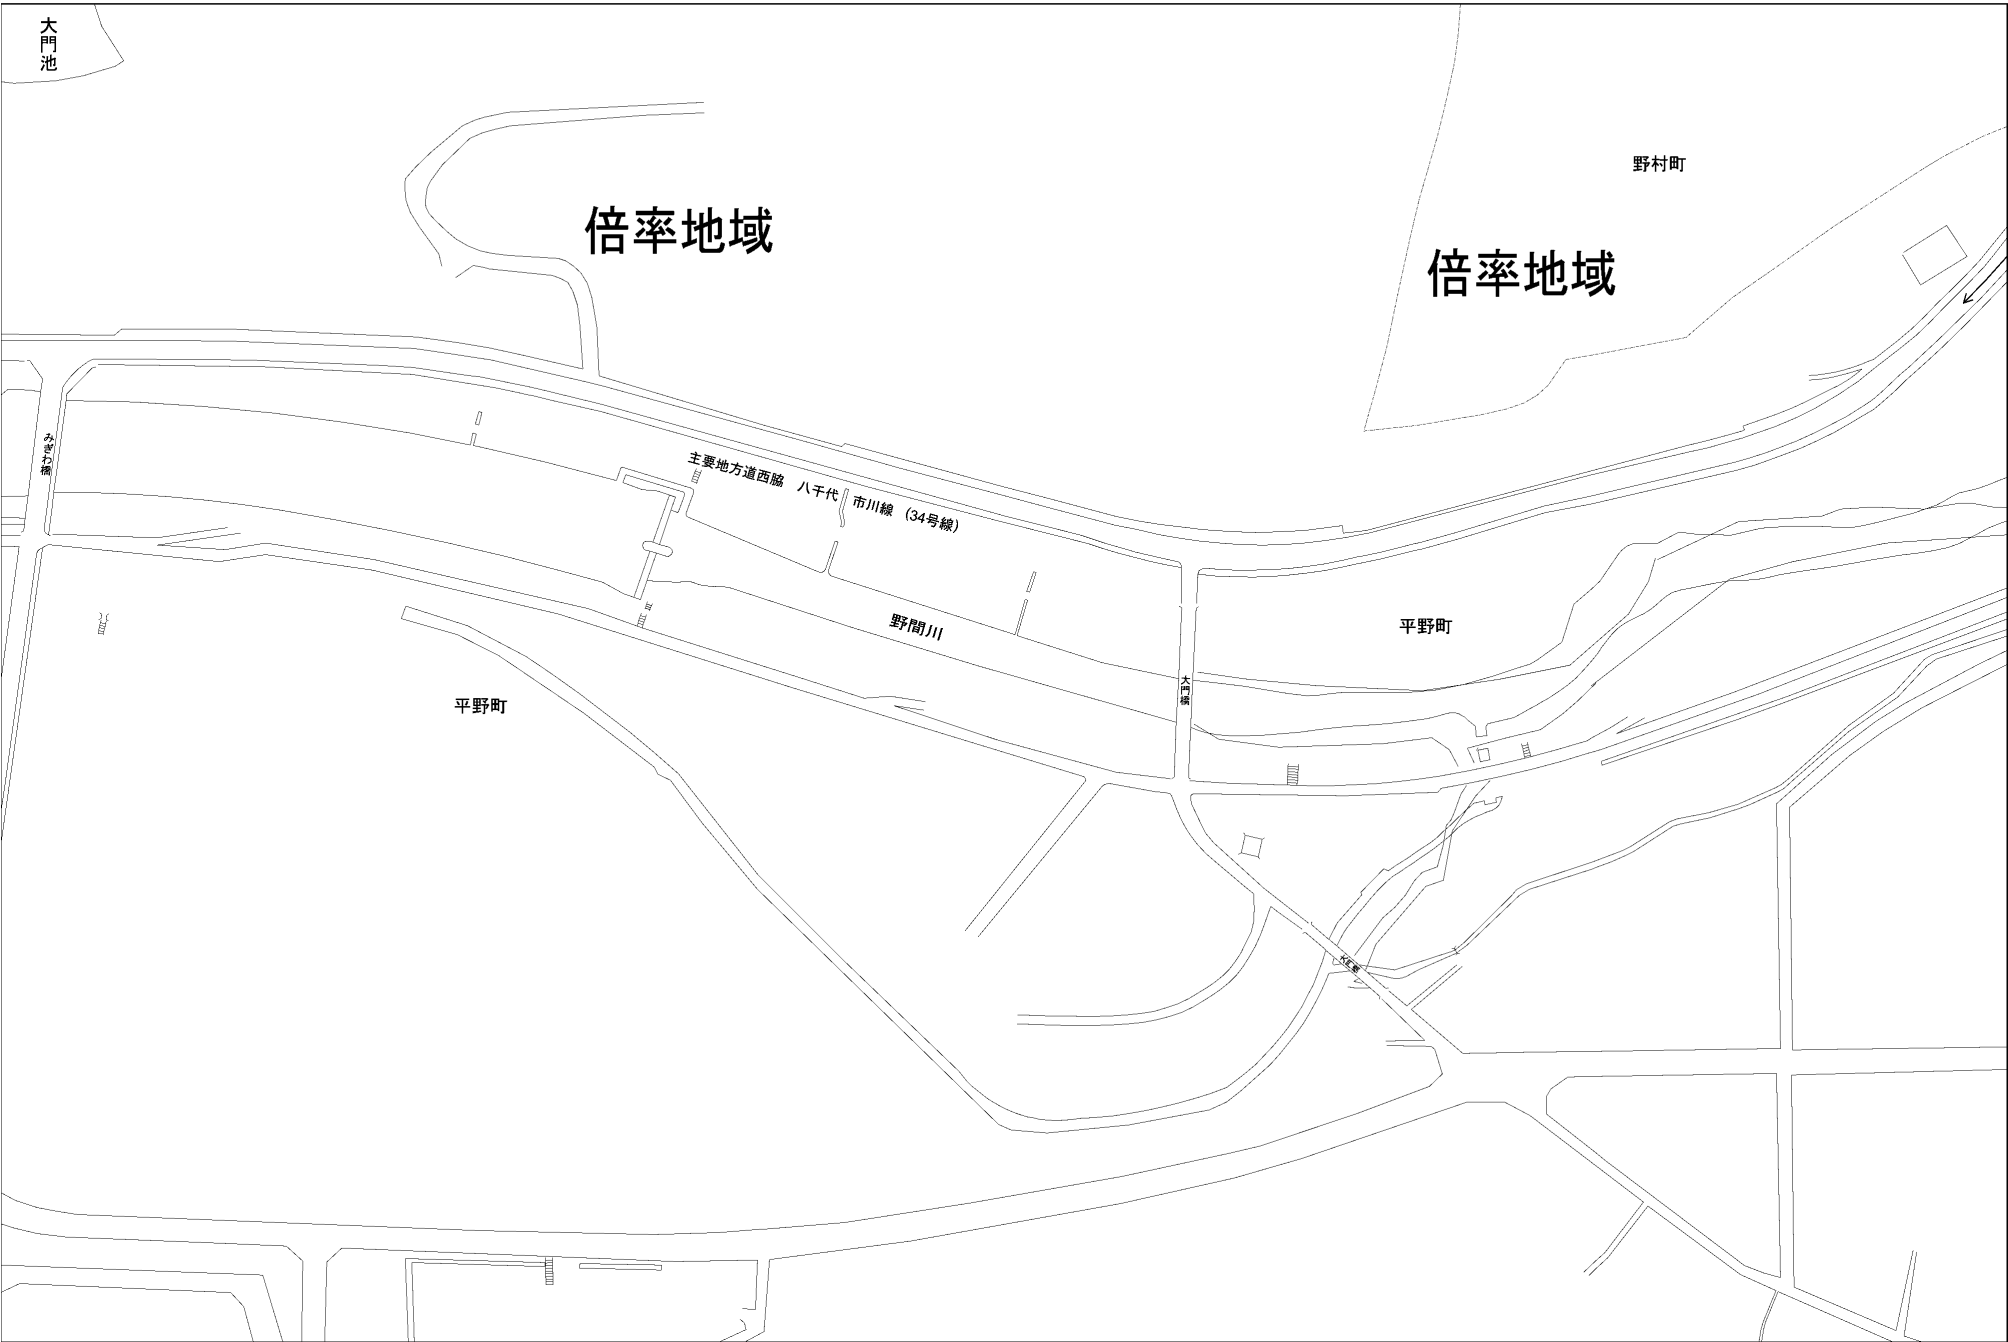 大門池
野村町
倍率地域
倍率地域
みぎわ橋
主要地方道西脇 八千代 市川線 (34号線)
野間川
平野町
大門橋
平野町